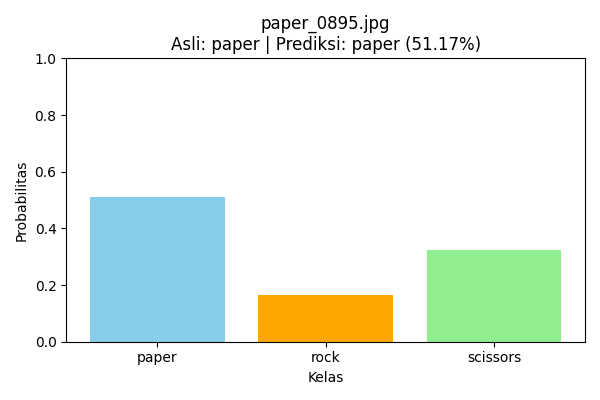 paper_0895.jpg
Asli: paper | Prediksi: paper (51.17%)
1.0
0.8
0.6
0.4
0.2
0.0
Probabilitas
paper rock scissors
Kelas